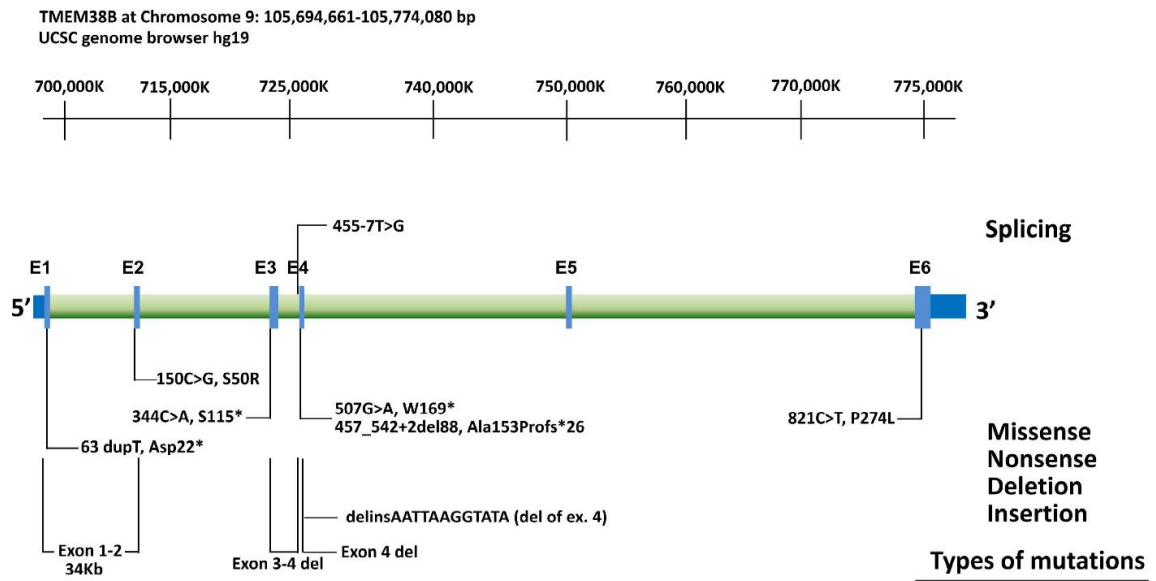 TMEM38B at Chromosome 9: 105,694,661-105,774,080 bp
UCSC genome browser hg19
700,000K 715,000K 725,000K 740,000K 750,000K 760,000K 770,000K 775,000K
455-7T>G
Splicing
E1 E2 E3 E4 E5 E6
5’ 3’
150C>G, S50R
344C>A, S115*
507G>A, W169*
457_542+2del88, Ala153Profs*26
821C>T, P274L
63 dupT, Asp22*
Missense
Nonsense
Deletion
Insertion
delinsAATTAAGGTATA (del of ex. 4)
Exon 1-2
34Kb
Exon 3-4 del
Exon 4 del
Types of mutations